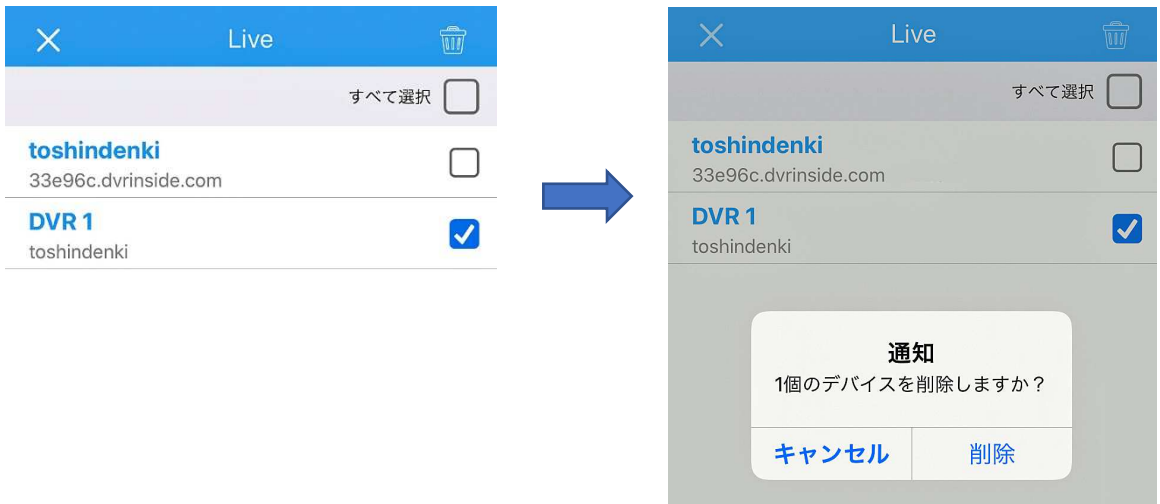 Live
すべて選択
toshindenki
33e96c.dvrinside.com
DVR 1
toshindenki
Live
すべて選択
toshindenki
33e96c.dvrinside.com
DVR 1
toshindenki
通知
1個のデバイスを削除しますか？
キャンセル 削除